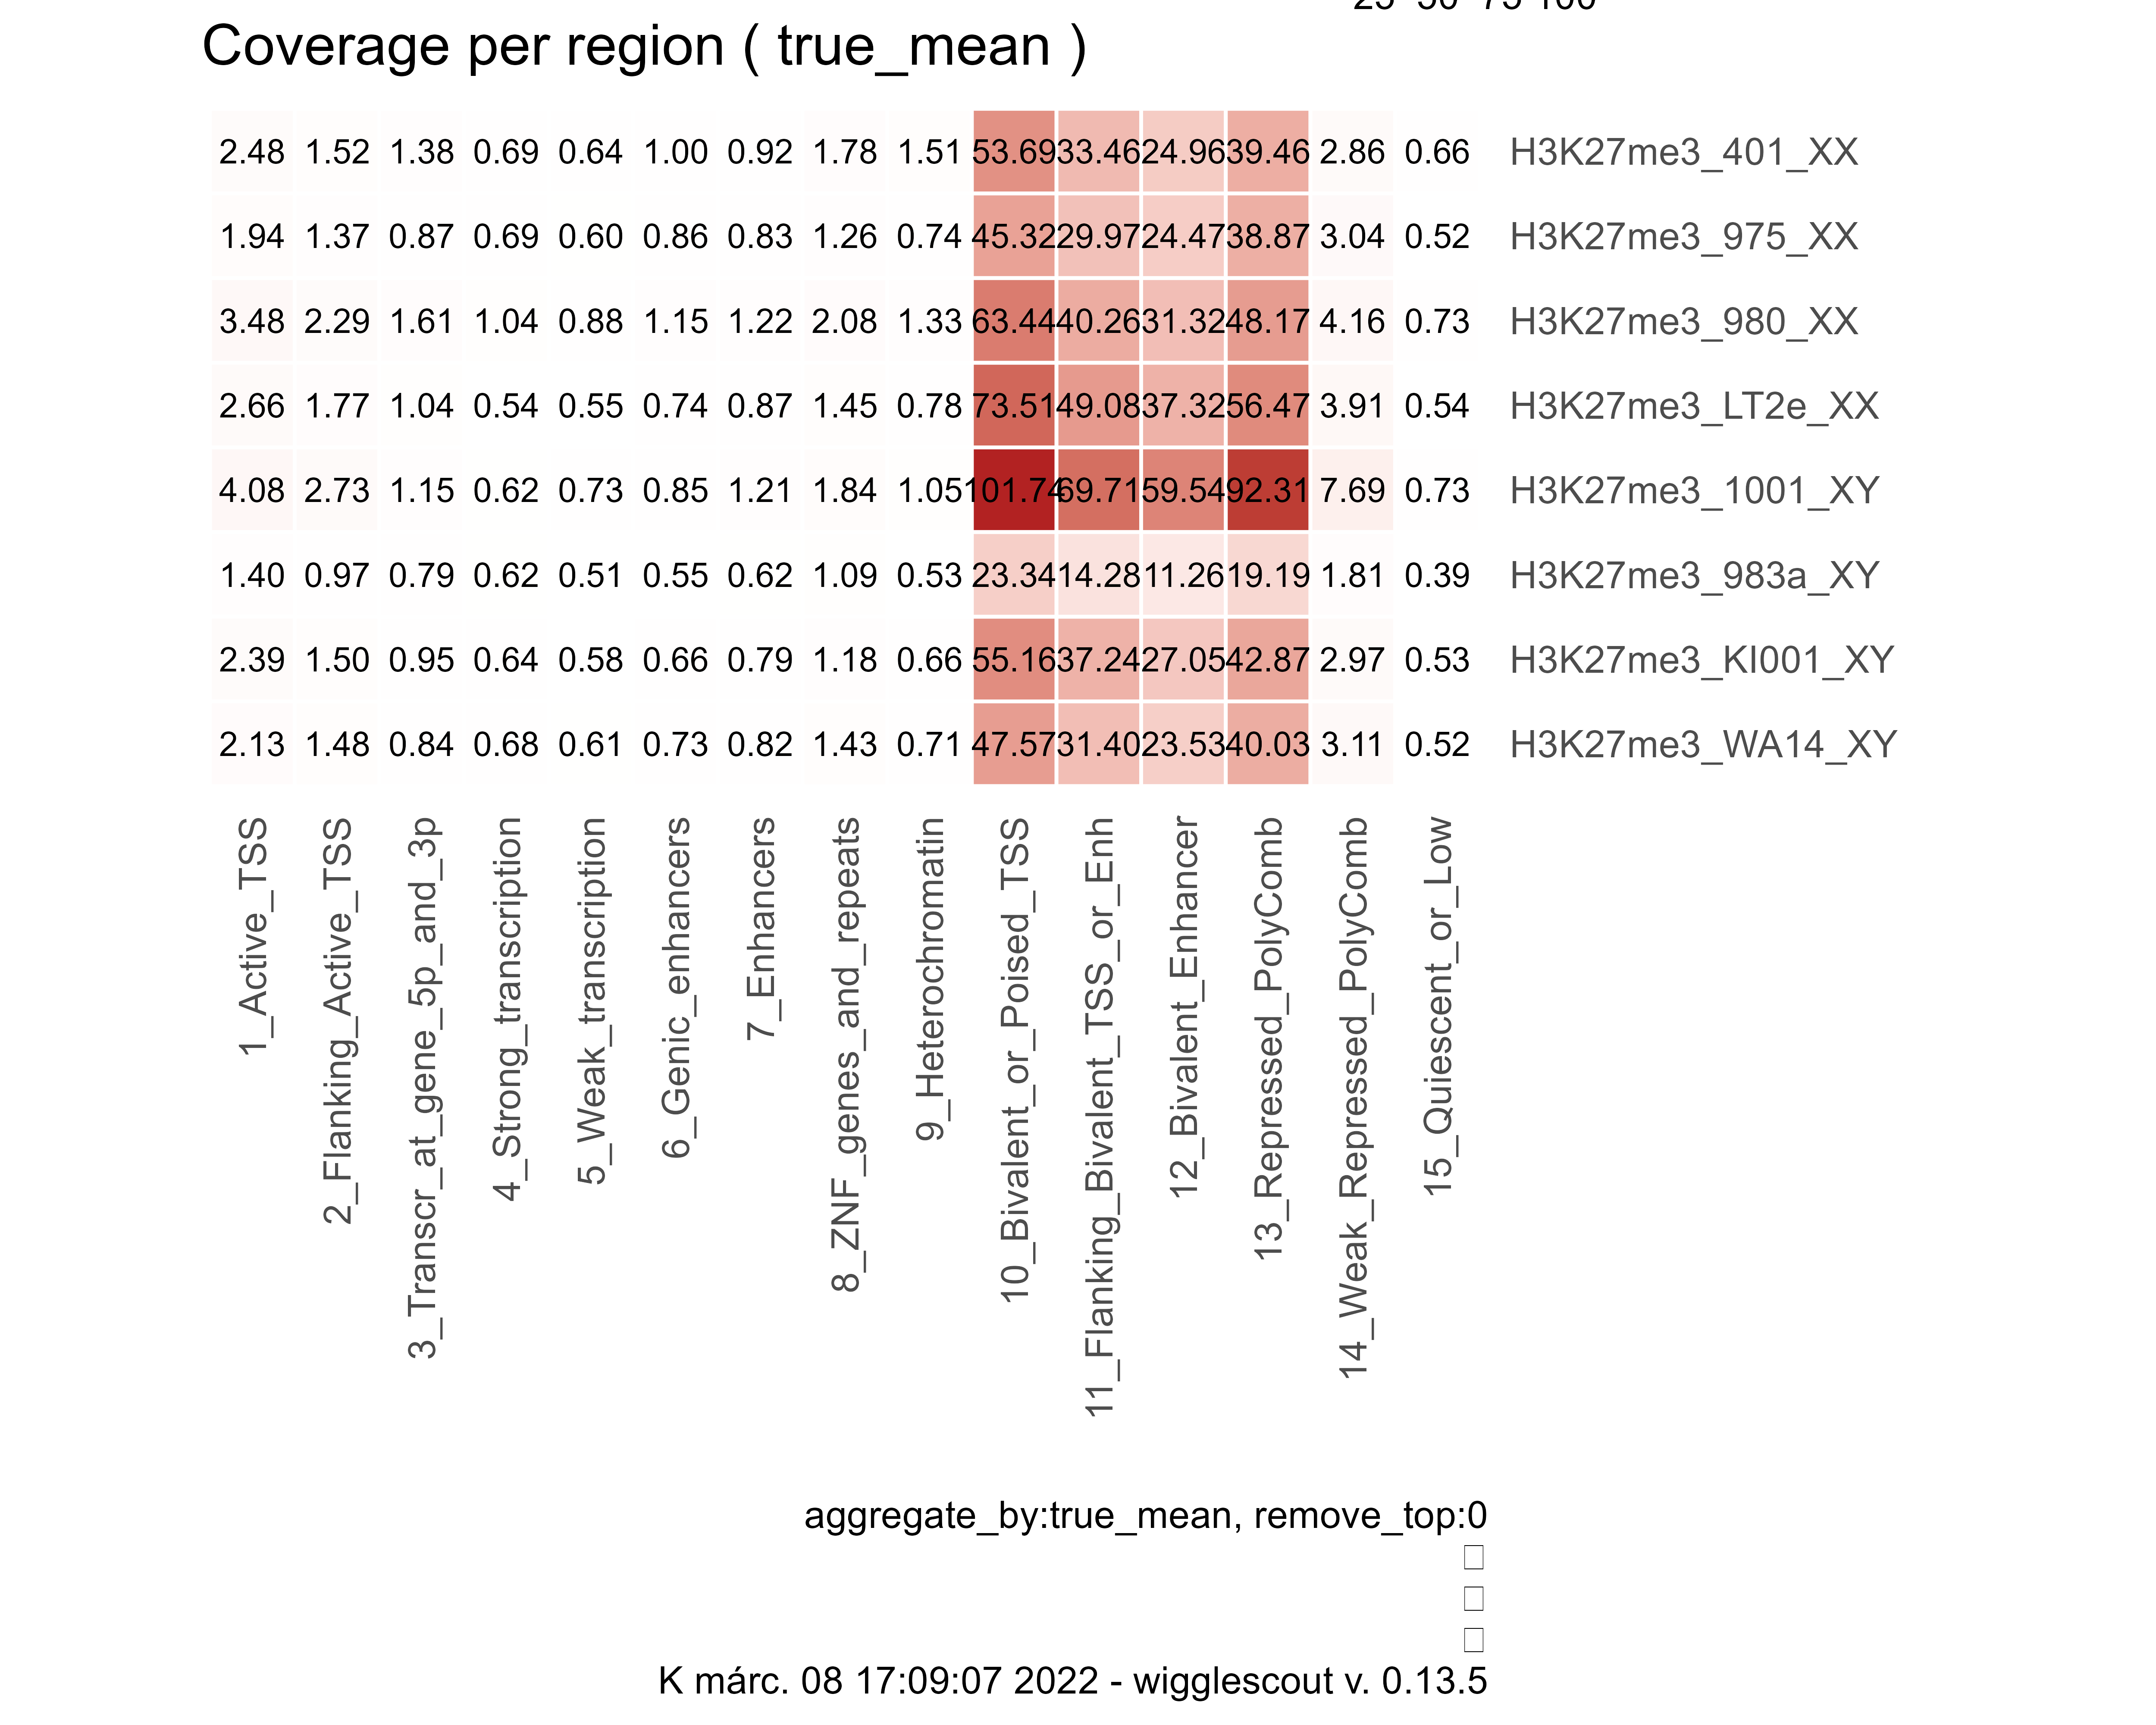 25 50 75 100
Coverage per region ( true_mean )
2.48 1.52 1.38 0.69 0.64 1.00 0.92 1.78 1.51 53.69 33.46 24.96 39.46 2.86 0.66 H3K27me3_401_XX
1.94 1.37 0.87 0.69 0.60 0.86 0.83 1.26 0.74 45.32 29.97 24.47 38.87 3.04 0.52 H3K27me3_975_XX
3.48 2.29 1.61 1.04 0.88 1.15 1.22 2.08 1.33 63.44 40.26 31.32 48.17 4.16 0.73 H3K27me3_980_XX
2.66 1.77 1.04 0.54 0.55 0.74 0.87 1.45 0.78 73.51 49.08 37.32 56.47 3.91 0.54 H3K27me3_LT2e_XX
4.08 2.73 1.15 0.62 0.73 0.85 1.21 1.84 1.05 101.74 69.71 59.54 92.31 7.69 0.73 H3K27me3_1001_XY
1.40 0.97 0.79 0.62 0.51 0.55 0.62 1.09 0.53 23.34 14.28 11.26 19.19 1.81 0.39 H3K27me3_983a_XY
2.39 1.50 0.95 0.64 0.58 0.66 0.79 1.18 0.66 55.16 37.24 27.05 42.87 2.97 0.53 H3K27me3_KI001_XY
2.13 1.48 0.84 0.68 0.61 0.73 0.82 1.43 0.71 47.57 31.40 23.53 40.03 3.11 0.52 H3K27me3_WA14_XY
1_Active_TSS
2_Flanking_Active_TSS
3_Transcr_at_gene_5p_and_3p
4_Strong_transcription
5_Weak_transcription
6_Genic_enhancers
7_Enhancers
8_ZNF_genes_and_repeats
9_Heterochromatin
10_Bivalent_or_Poised_TSS
11_Flanking_Bivalent_TSS_or_Enh
12_Bivalent_Enhancer
13_Repressed_PolyComb
14_Weak_Repressed_PolyComb
15_Quiescent_or_Low
aggregate_by:true_mean, remove_top:0
K márc. 08 17:09:07 2022 - wigglescout v. 0.13.5